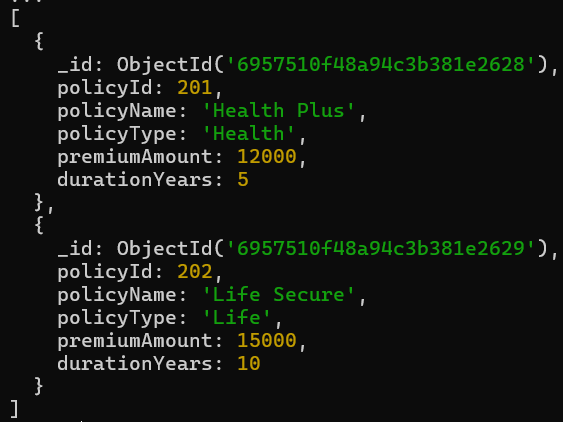 ...
[
  {
    _id: ObjectId('6957510f48a94c3b381e2628'),
    policyId: 201,
    policyName: 'Health Plus',
    policyType: 'Health',
    premiumAmount: 12000,
    durationYears: 5
  },
  {
    _id: ObjectId('6957510f48a94c3b381e2629'),
    policyId: 202,
    policyName: 'Life Secure',
    policyType: 'Life',
    premiumAmount: 15000,
    durationYears: 10
  }
]